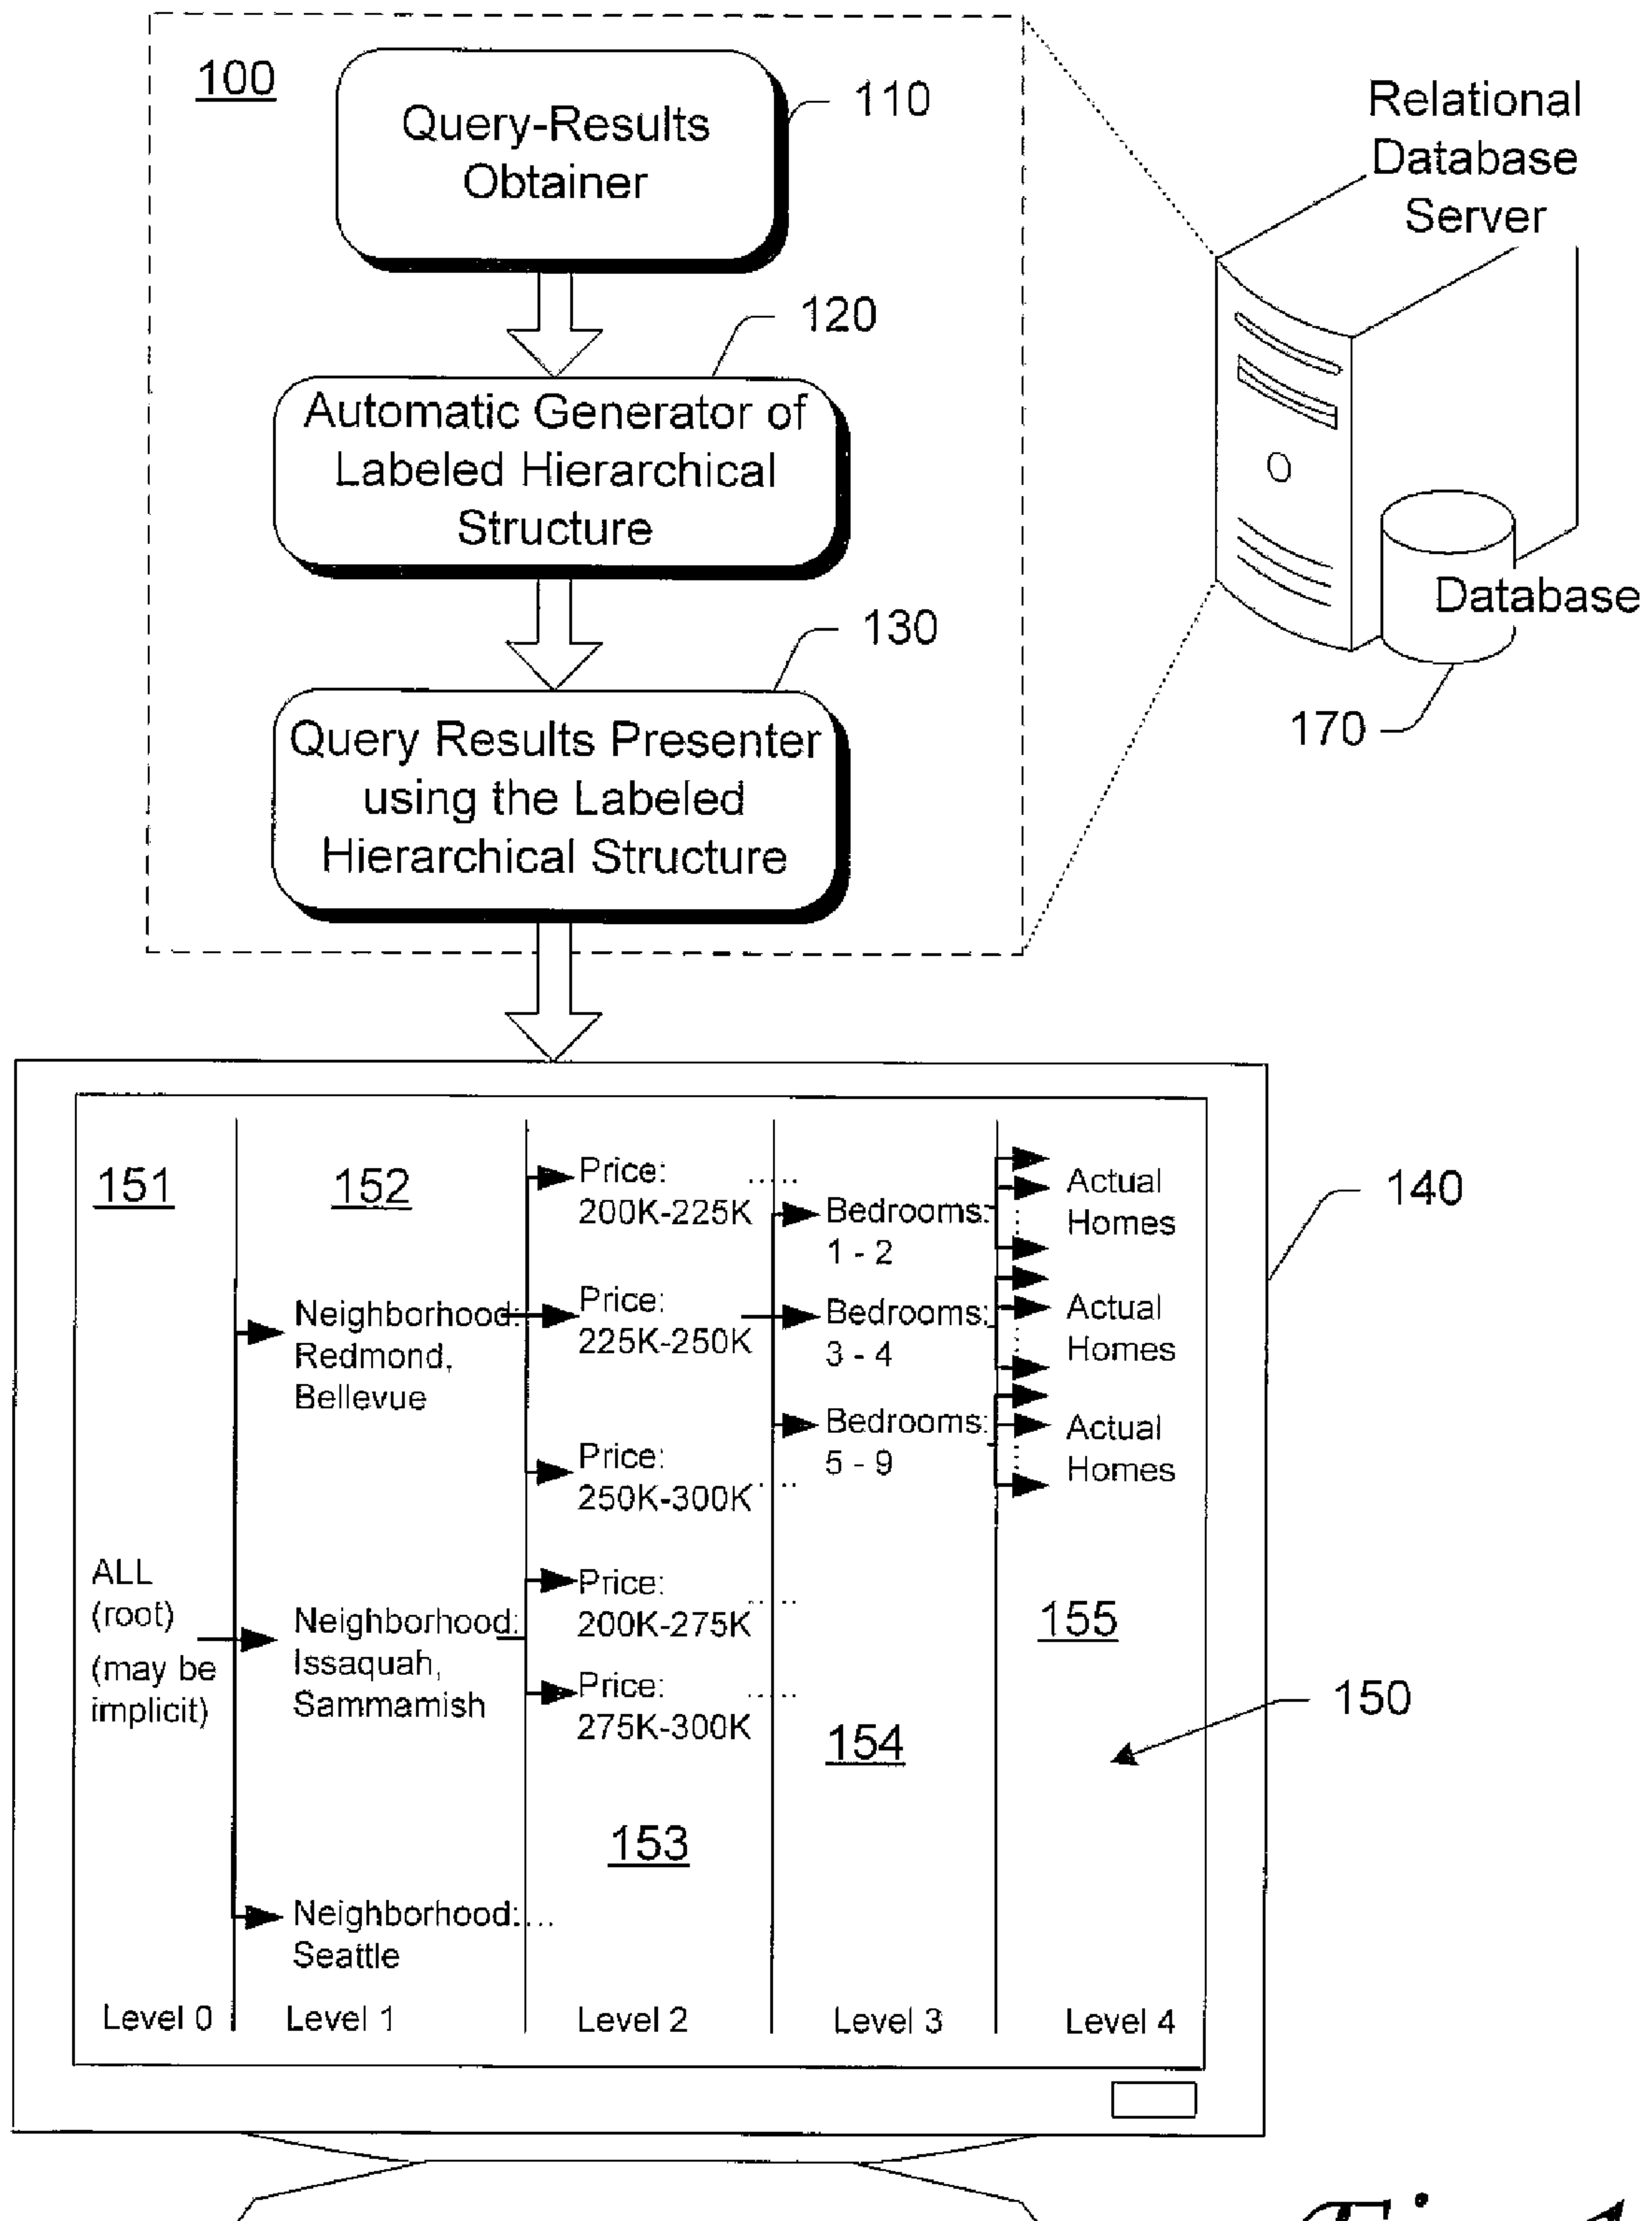 100
Query-Results
Obtainer
110
Relational
Database
Server
120
Automatic Generator of
Labeled Hierarchical
Structure
Database
170
130
Query Results Presenter
using the Labeled
Hierarchical Structure
140
151
ALL
(root)
(may be
implicit)
Level 0
152
Neighborhood:
Redmond,
Bellevue
Neighborhood:
Issaquah,
Sammamish
Neighborhood:...
Seattle
Level 1
Price: .....
200K-225K
Price:
225K-250K
Price:
250K-300K ....
Price:
200K-275K .....
Price: .....
275K-300K
153
Level 2
Bedrooms:
1 - 2
Bedrooms:
3 - 4
Bedrooms:
5 - 9
154
Level 3
Actual
Homes
Actual
Homes
Actual
Homes
155
150
Level 4